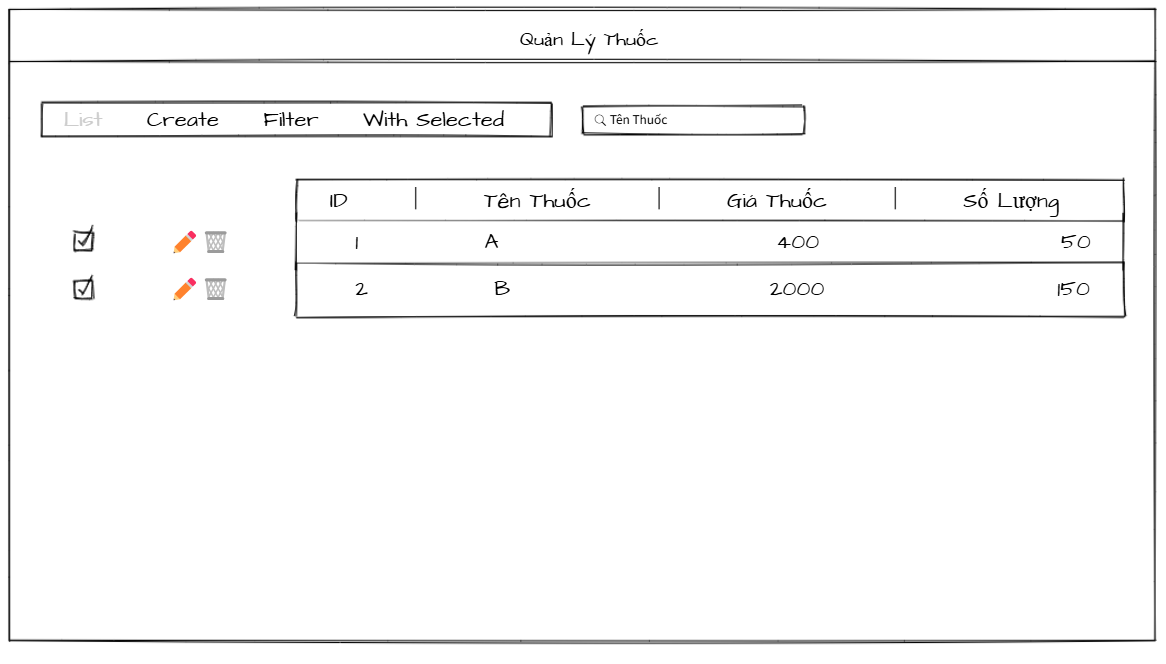 Quản Lý Thuốc
List Create Filter With Selected Tên Thuốc
ID Tên Thuốc Giá Thuốc Số Lượng
1 A 400 50
2 B 2000 150